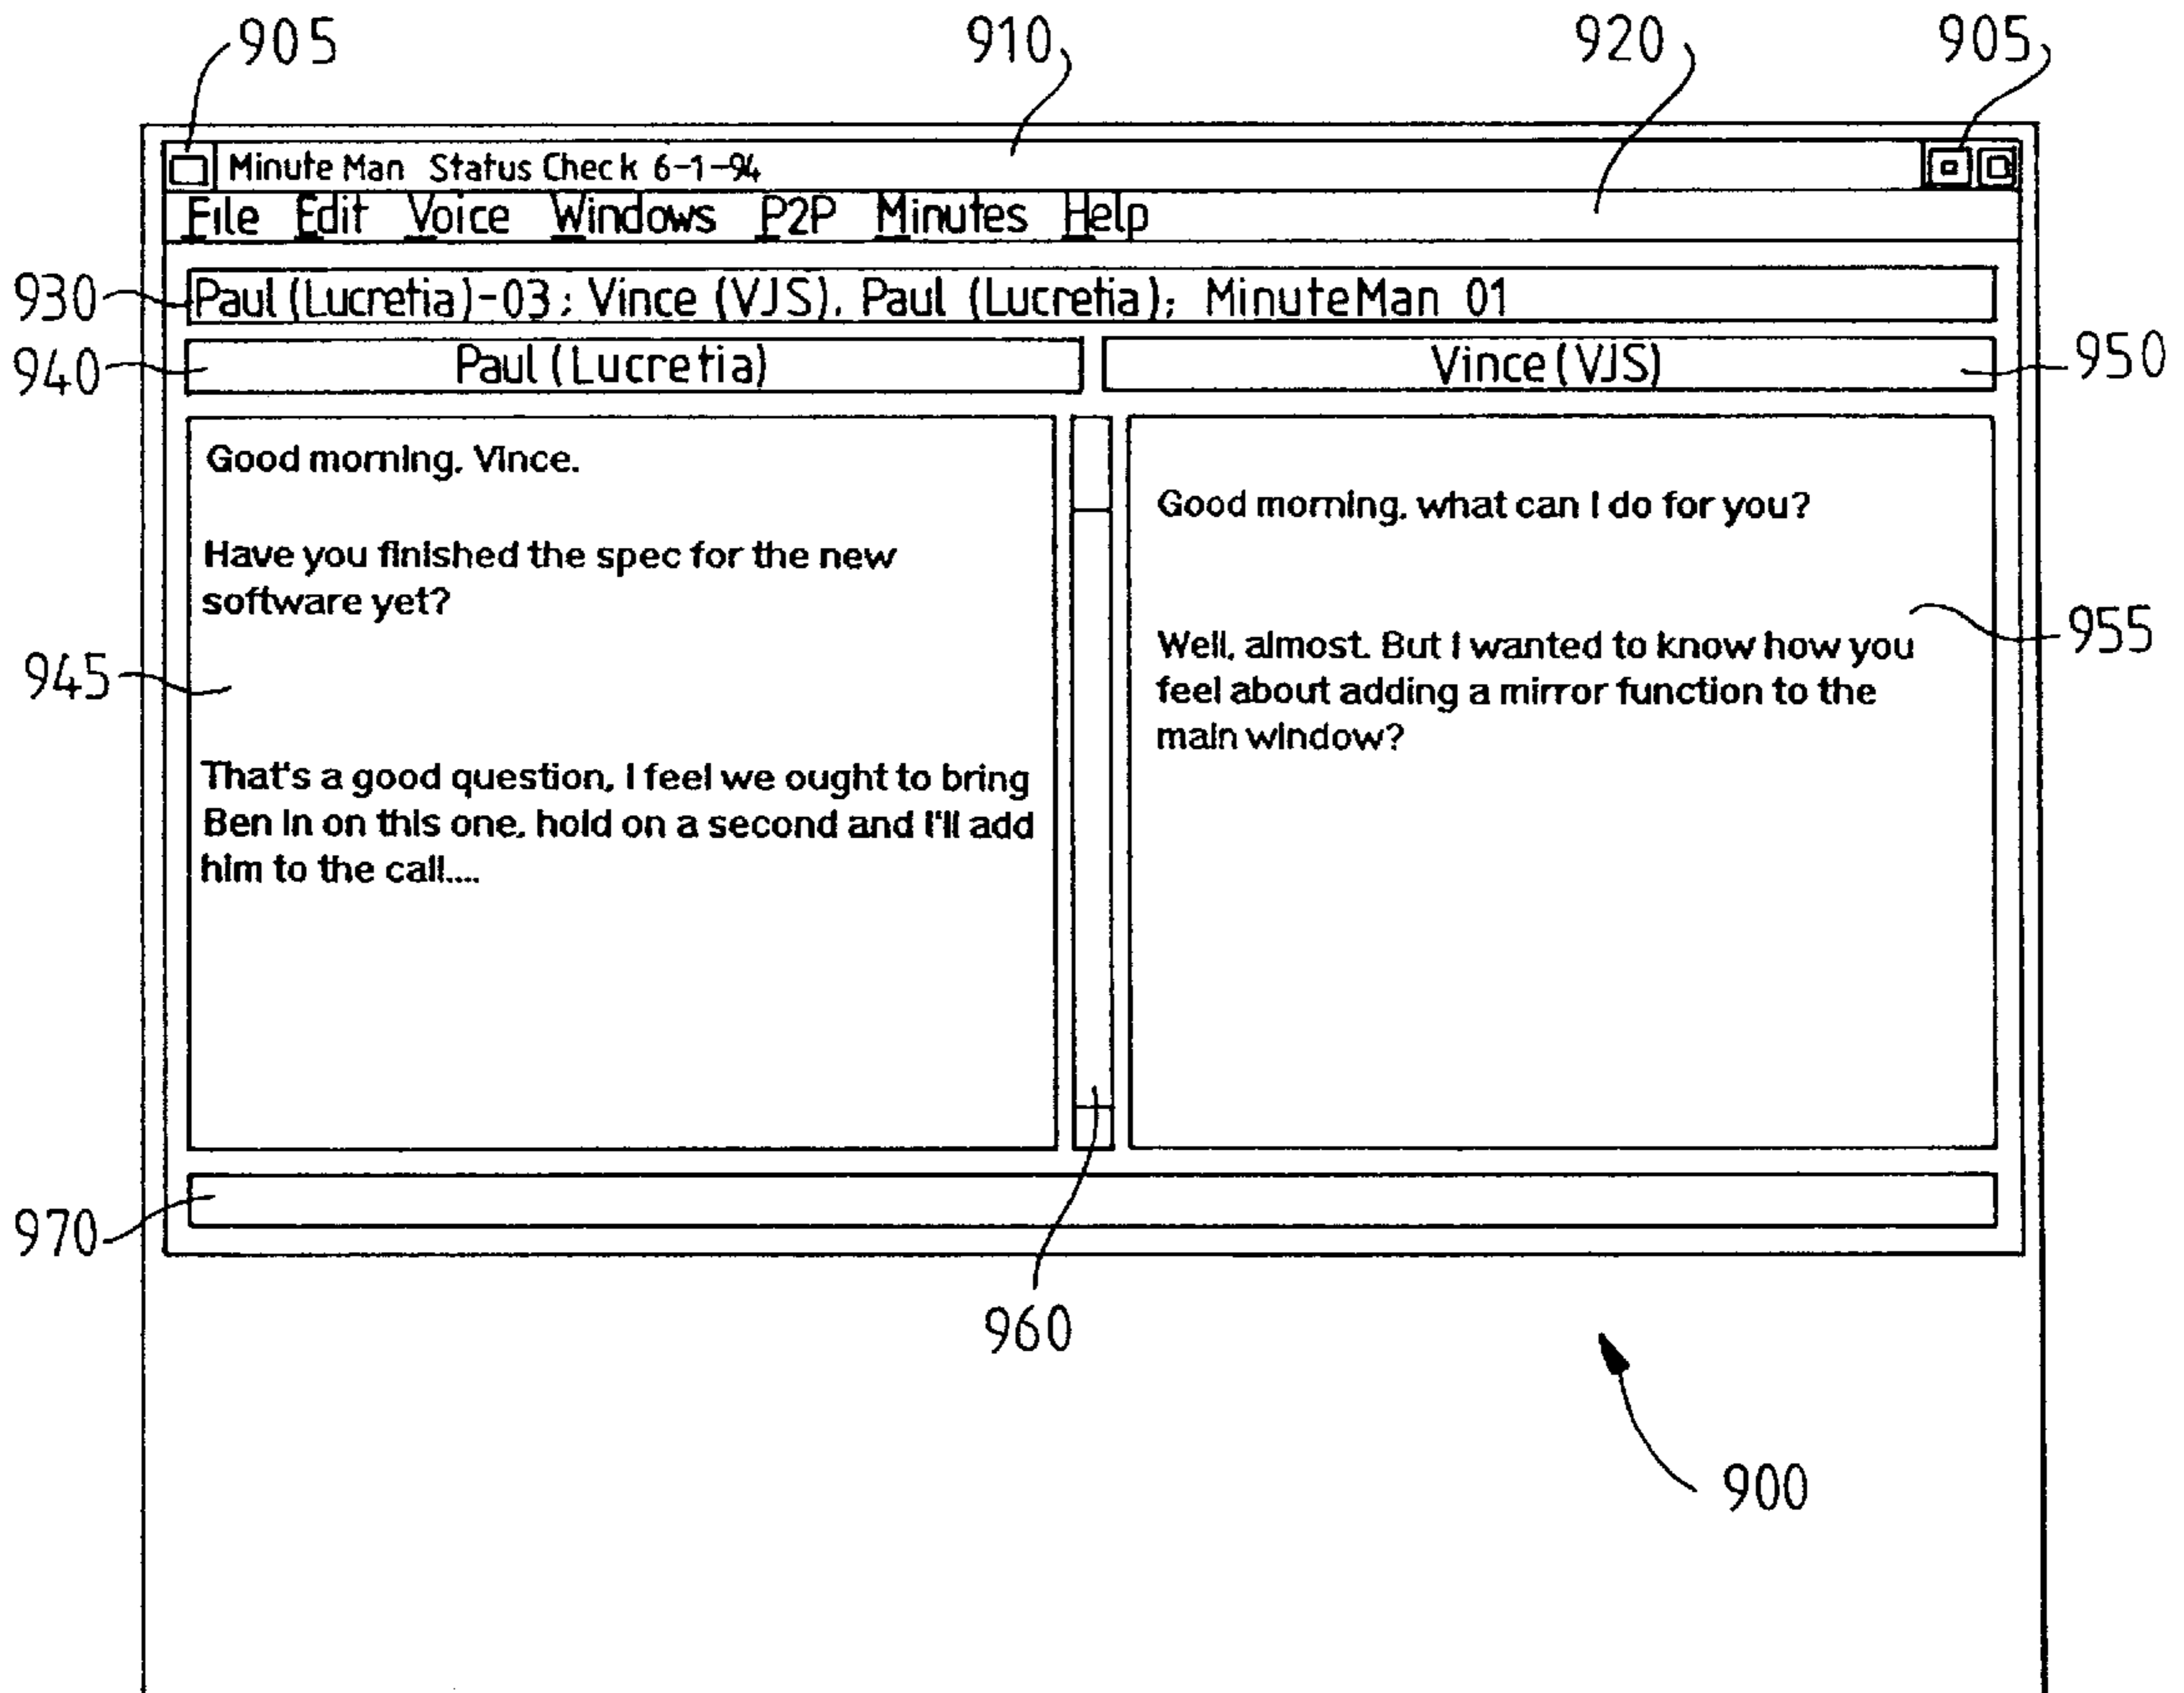 905 910 920 905
Minute Man Status Check 6-1-94
File Edit Voice Windows P2P Minutes Help
930 Paul (Lucretia)-03; Vince (VJS), Paul (Lucretia); MinuteMan 01
940 Paul (Lucretia) Vince (VJS) 950
Good morning, Vince.
Good morning, what can I do for you?
Have you finished the spec for the new
software yet?
955
Well, almost. But I wanted to know how you
feel about adding a mirror function to the
main window?
945
That's a good question, I feel we ought to bring
Ben in on this one, hold on a second and I'll add
him to the call....
970
960
900